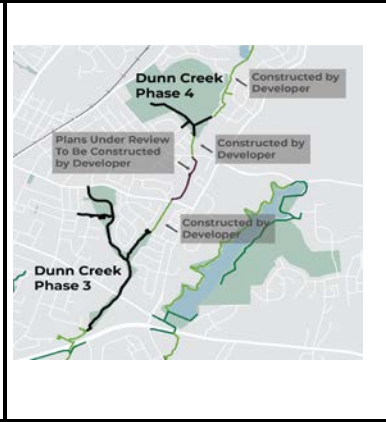 Dunn Creek
Phase 4
Constructed by
Developer
Plans Under Review
To Be Constructed
by Developer
Constructed by
Developer
Constructed by
Developer
Dunn Creek
Phase 3